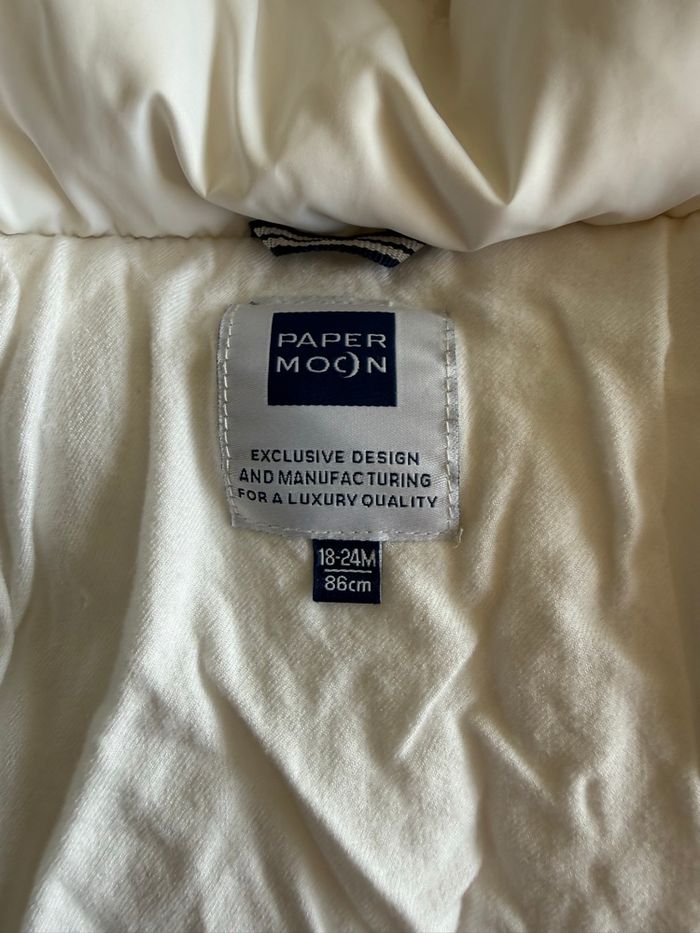 PAPER
MOON
EXCLUSIVE DESIGN
AND MANUFACTURING
FOR A LUXURY QUALITY
18-24M
86cm